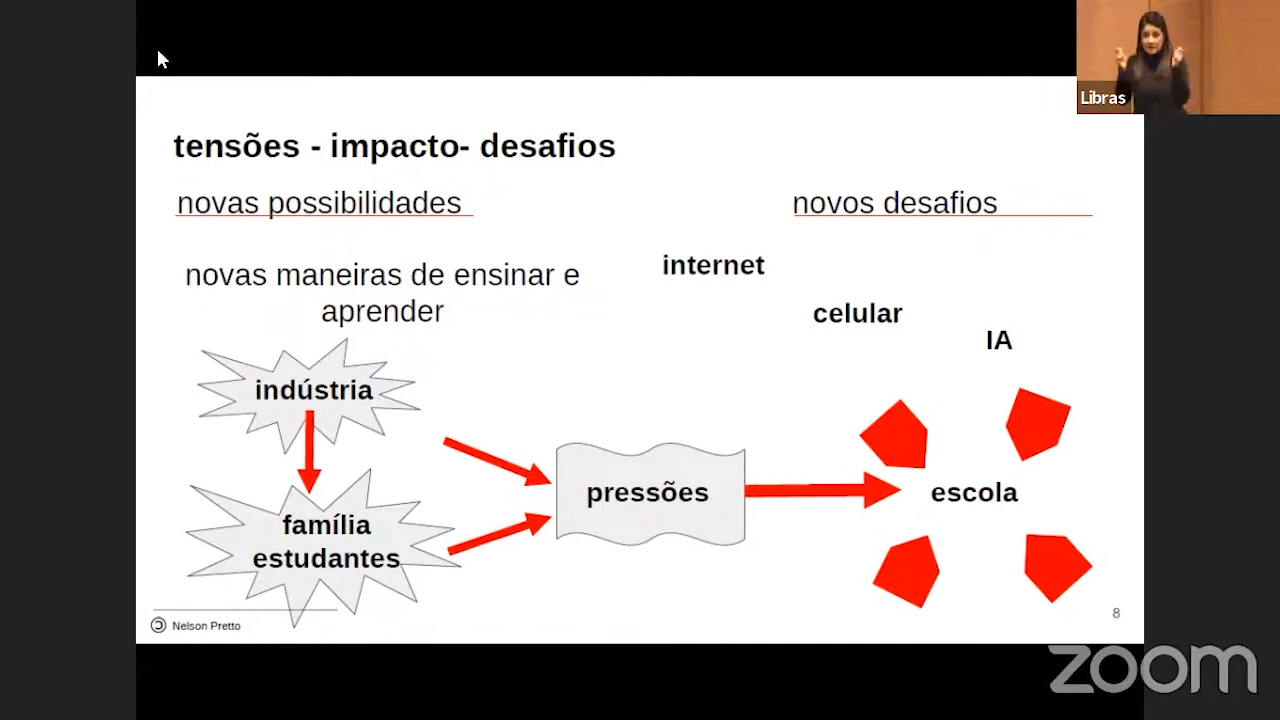 Libras
tensões - impacto- desafios
novas possibilidades
novos desafios
novas maneiras de ensinar e
aprender
internet
celular
IA
indústria
família
estudantes
pressões
escola
Nelson Pretto
8
zoom